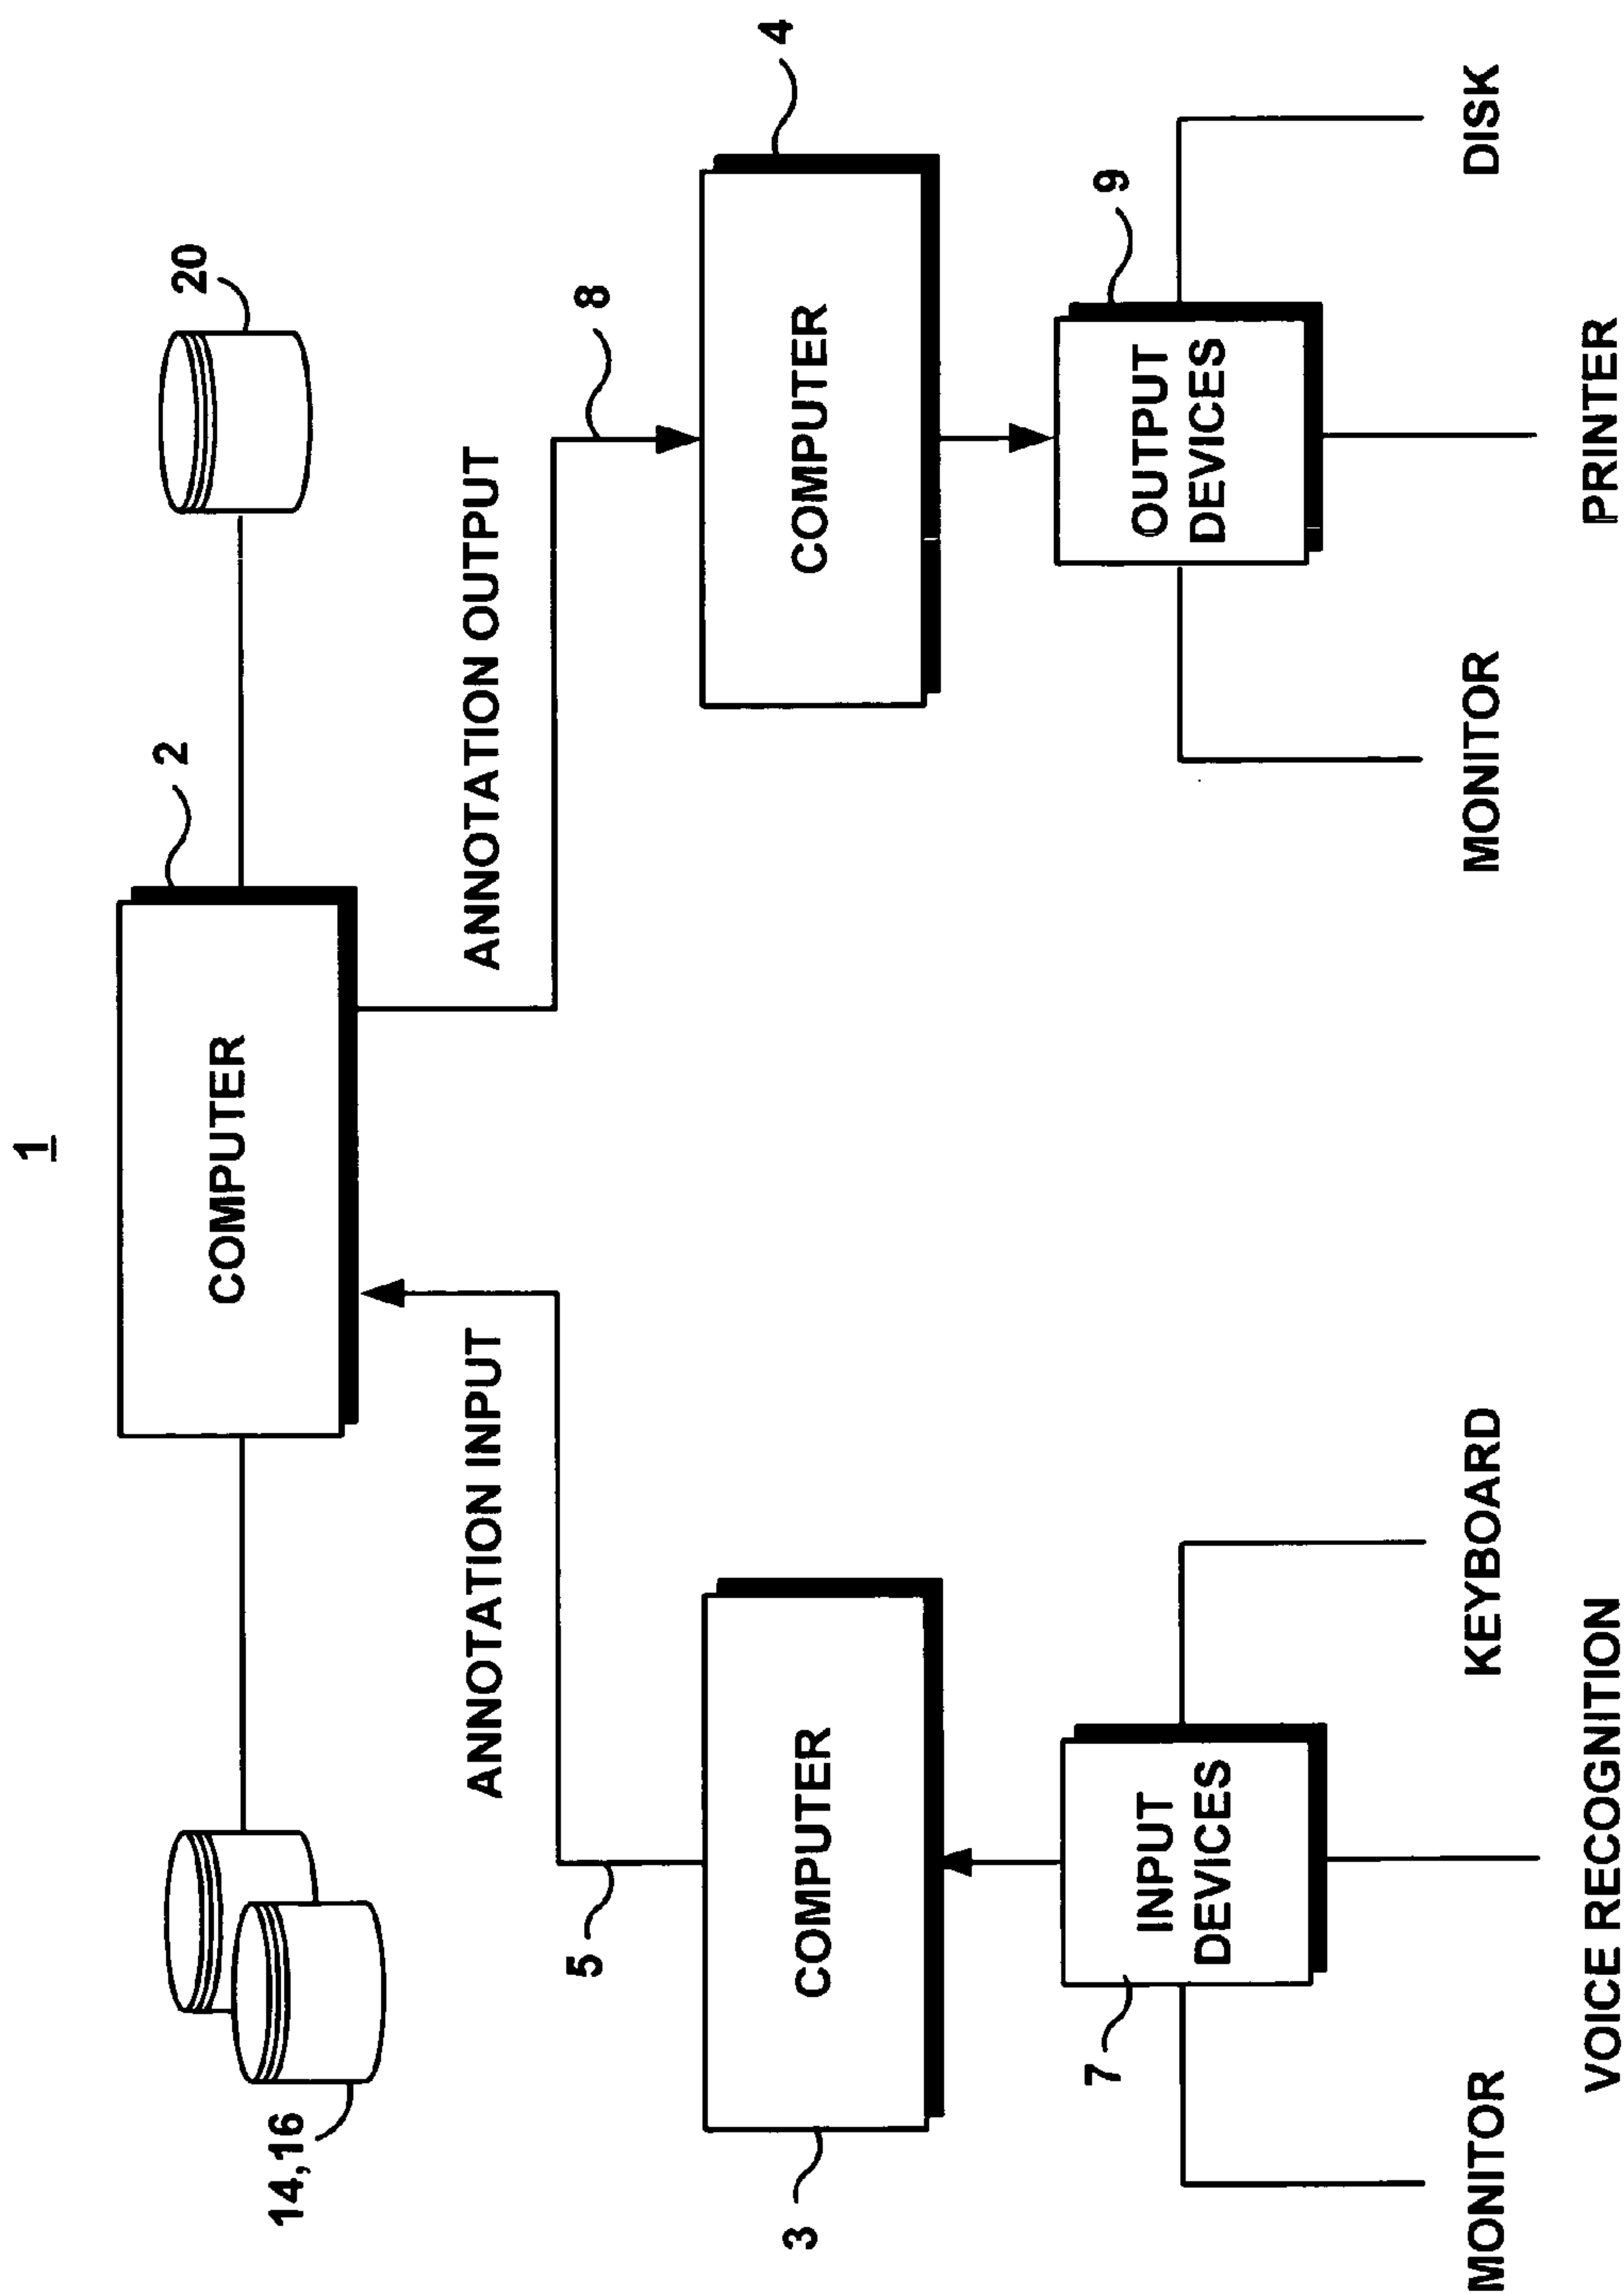 1
2
COMPUTER
20
14,16
ANNOTATION INPUT
ANNOTATION OUTPUT
5
8
3
COMPUTER
4
COMPUTER
7
INPUT
DEVICES
9
OUTPUT
DEVICES
MONITOR
KEYBOARD
MONITOR
DISK
VOICE RECOGNITION
PRINTER